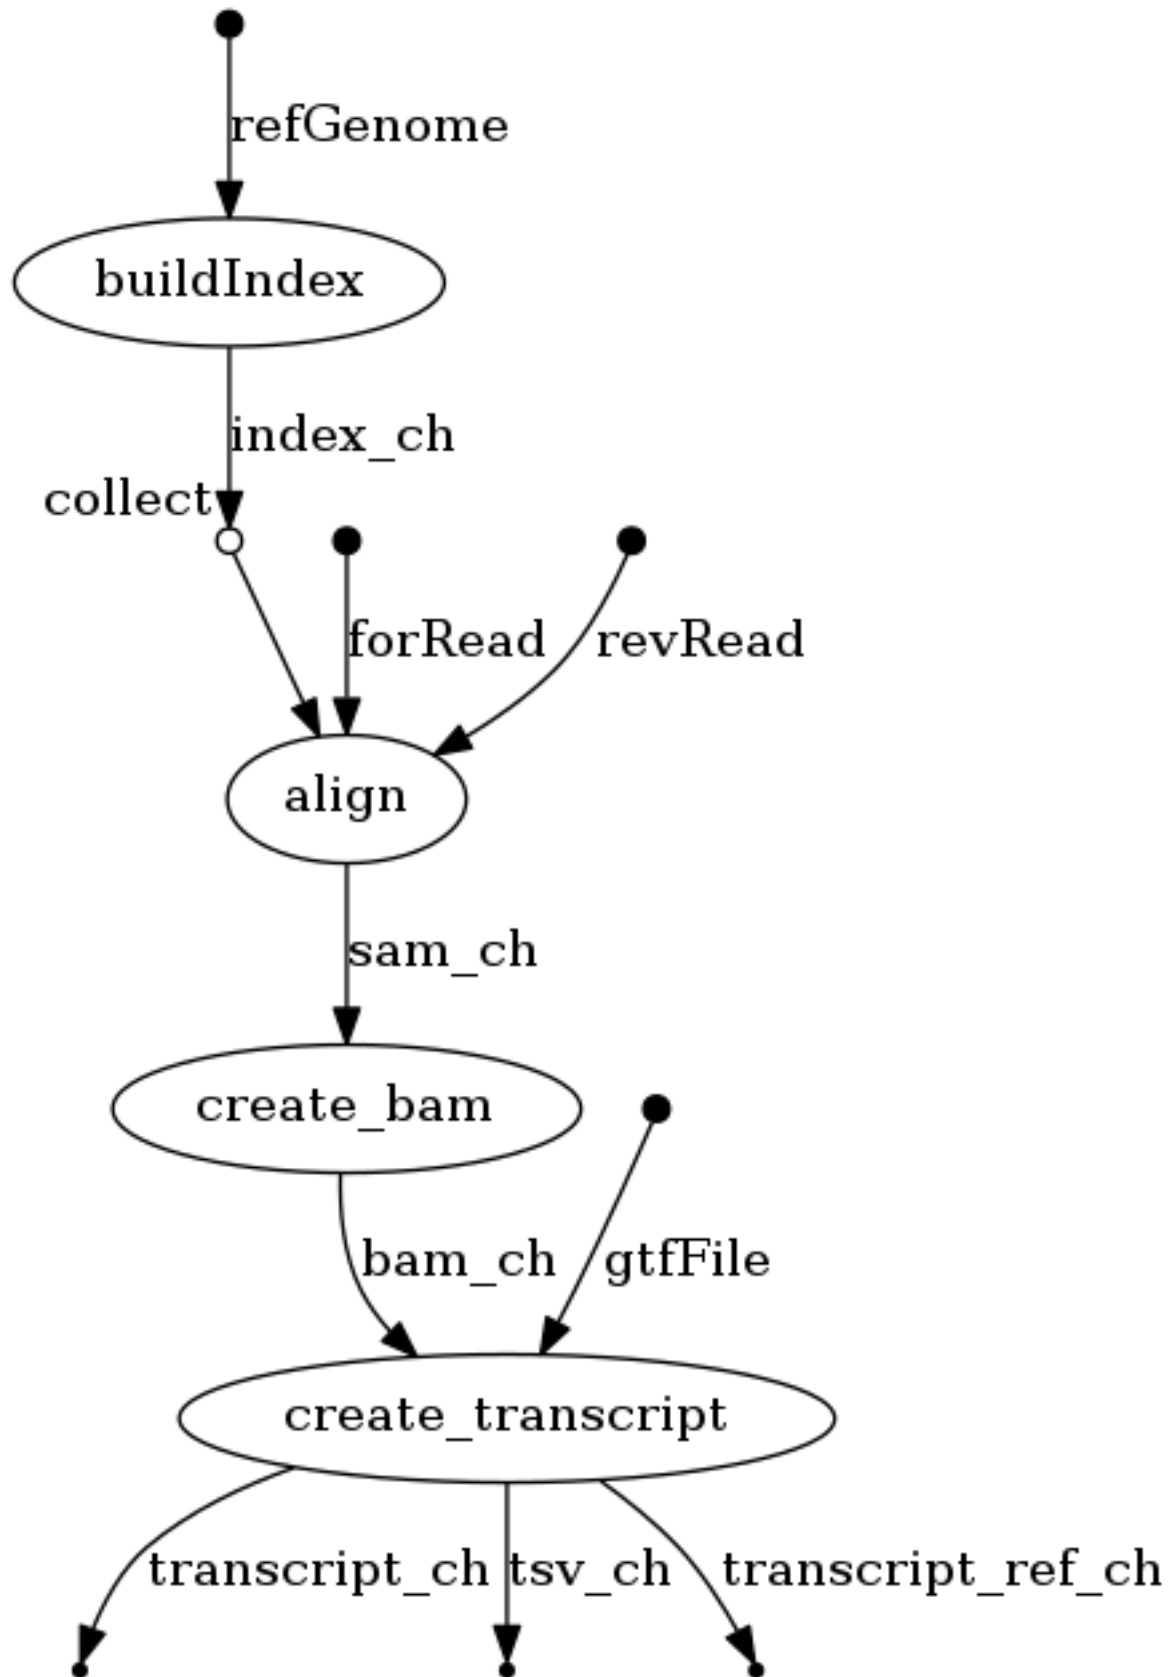 refGenome
buildIndex
index_ch
collect
forRead
revRead
align
sam_ch
create_bam
bam_ch
gtfFile
create_transcript
transcript_ch
tsv_ch
transcript_ref_ch